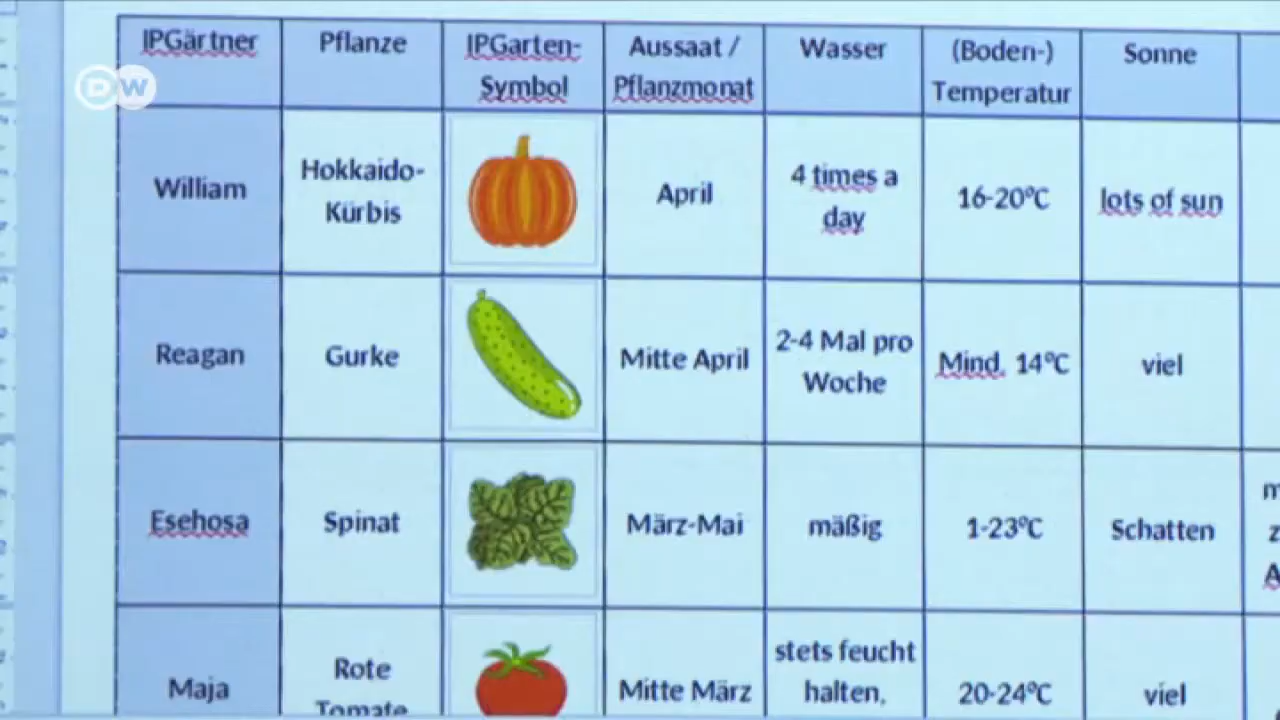 IPGärtner
Pflanze
IPGarten-
Symbol
Aussaat /
Pflanzmonat
Wasser
(Boden-)
Temperatur
Sonne
DW
William
Hokkaido-
Kürbis
April
4 times a
day
16-20°C
lots of sun
Reagan
Gurke
Mitte April
2-4 Mal pro
Woche
Mind. 14°C
viel
Esehosa
Spinat
März-Mai
mäßig
1-23°C
Schatten
Maja
Rote
Tomate
Mitte März
stets feucht
halten,
20-24°C
viel